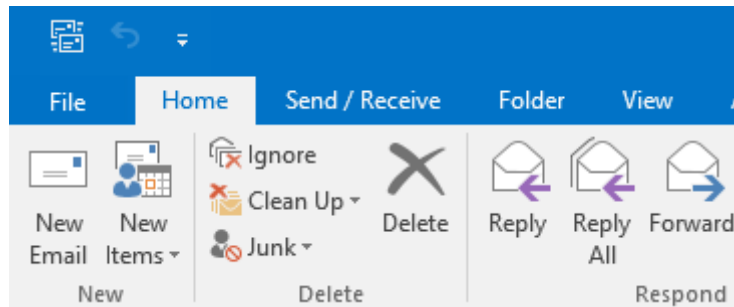 File Home Send / Receive Folder View
Ignore
Clean Up
Junk
New Email
New Items
Delete
Reply
Reply All
Forward
New Delete Respond